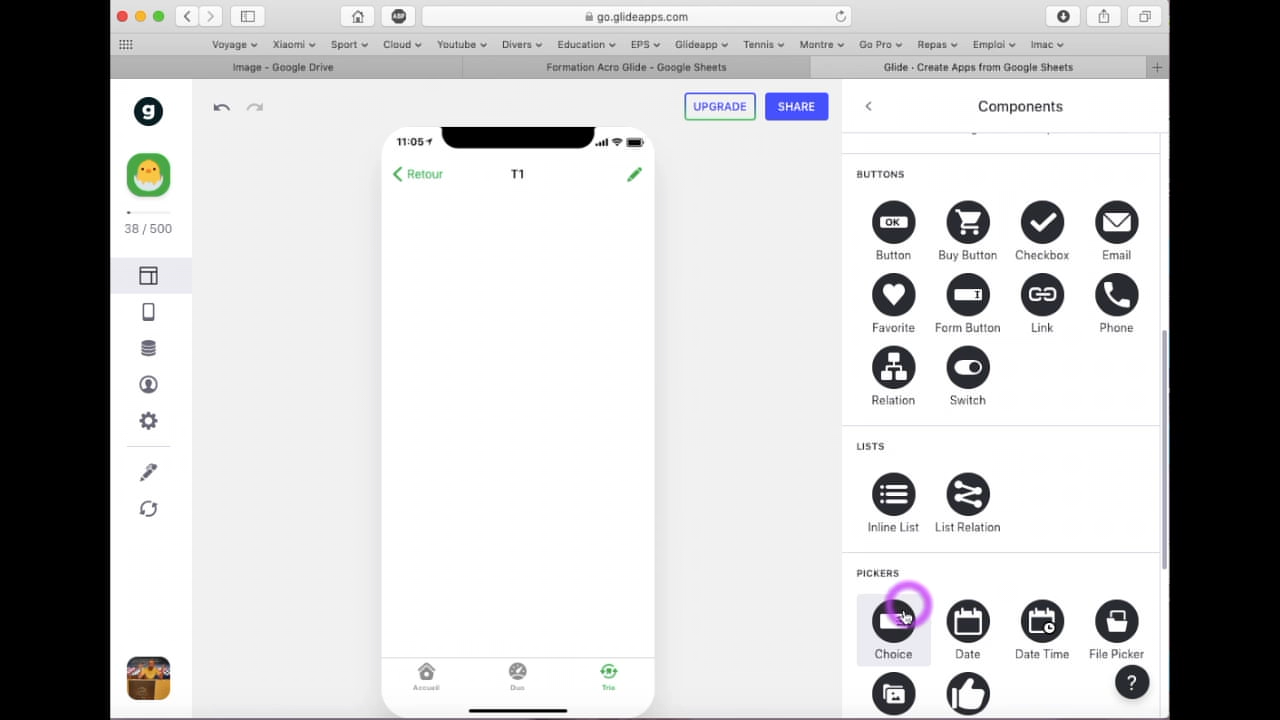 go.glideapps.com
ABP
Voyage Xiaomi Sport Cloud Youtube Divers Education EPS Glideapp Tennis Montre Go Pro Repas Emploi Imac
Image - Google Drive
Formation Acro Glide - Google Sheets
Glide · Create Apps from Google Sheets
g
38 / 500
UPGRADE
SHARE
11:05
Retour
T1
Accueil
Duo
Trio
Components
BUTTONS
OK
Button
Buy Button
Checkbox
Email
Favorite
Form Button
Link
Phone
Relation
Switch
LISTS
Inline List
List Relation
PICKERS
Choice
Date
Date Time
File Picker
?